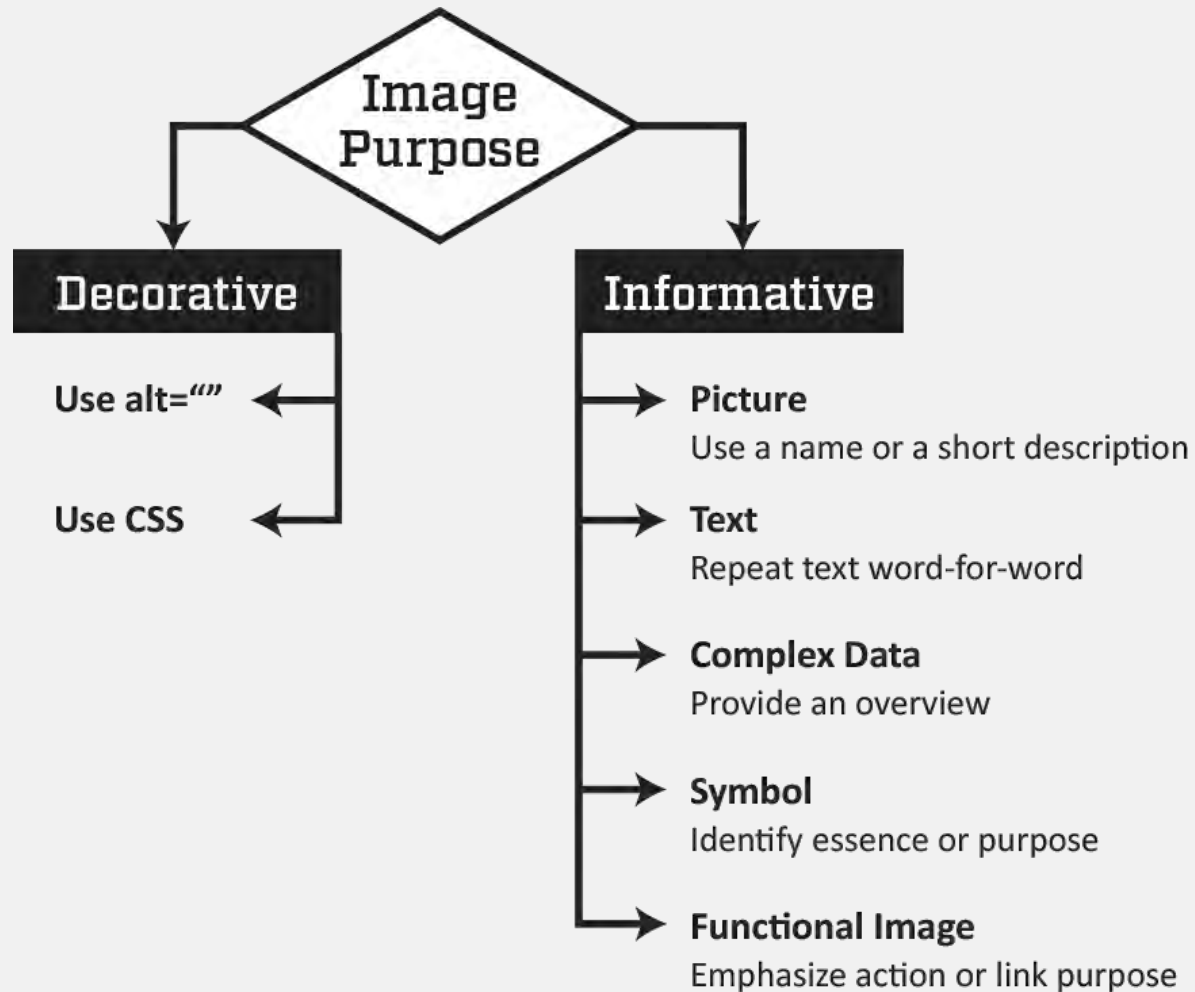 Image
Purpose
Decorative
Use alt=“”
Use CSS
Informative
Picture
Use a name or a short description
Text
Repeat text word-for-word
Complex Data
Provide an overview
Symbol
Identify essence or purpose
Functional Image
Emphasize action or link purpose